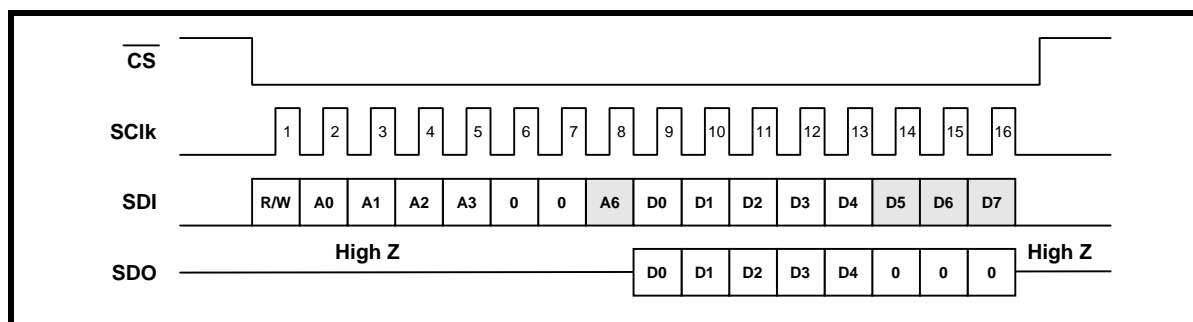 CS
SClk 1 2 3 4 5 6 7 8 9 10 11 12 13 14 15 16
SDI R/W A0 A1 A2 A3 0 0 A6 D0 D1 D2 D3 D4 D5 D6 D7
High Z High Z
SDO D0 D1 D2 D3 D4 0 0 0